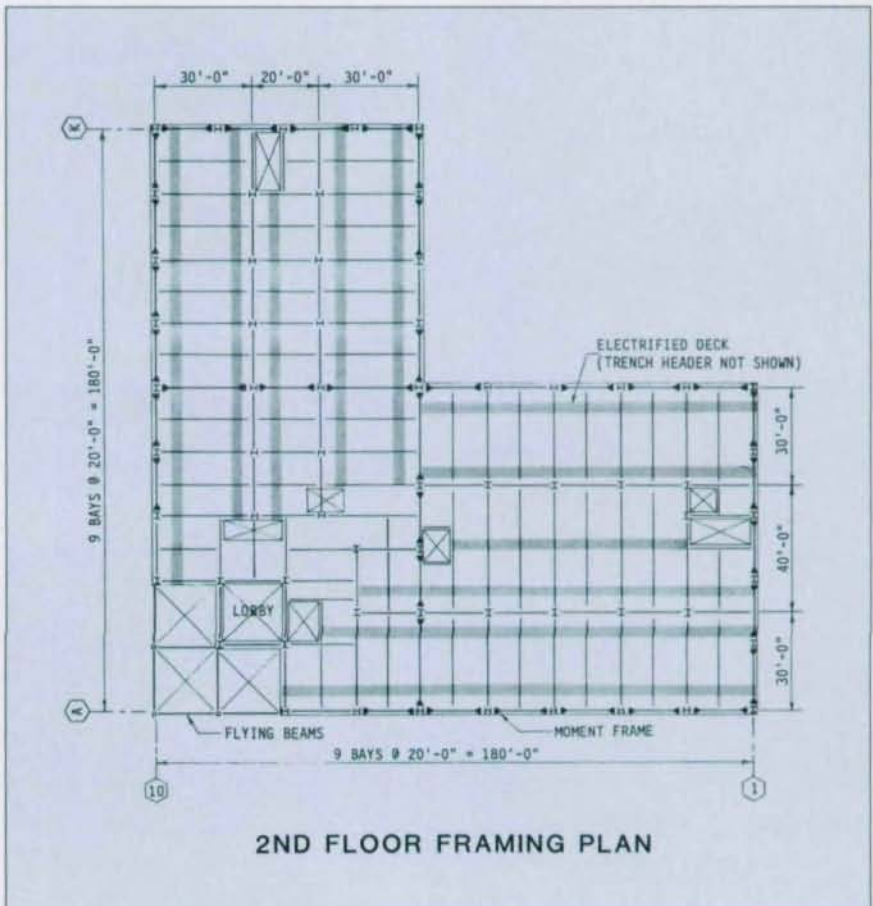 30'-0" 20'-0" 30'-0"
K
9 BAYS @ 20'-0" = 180'-0"
ELECTRIFIED DECK
(TRENCH HEADER NOT SHOWN)
30'-0"
40'-0"
LOBBY
30'-0"
A
FLYING BEAMS
MOMENT FRAME
9 BAYS @ 20'-0" = 180'-0"
10
1
2ND FLOOR FRAMING PLAN